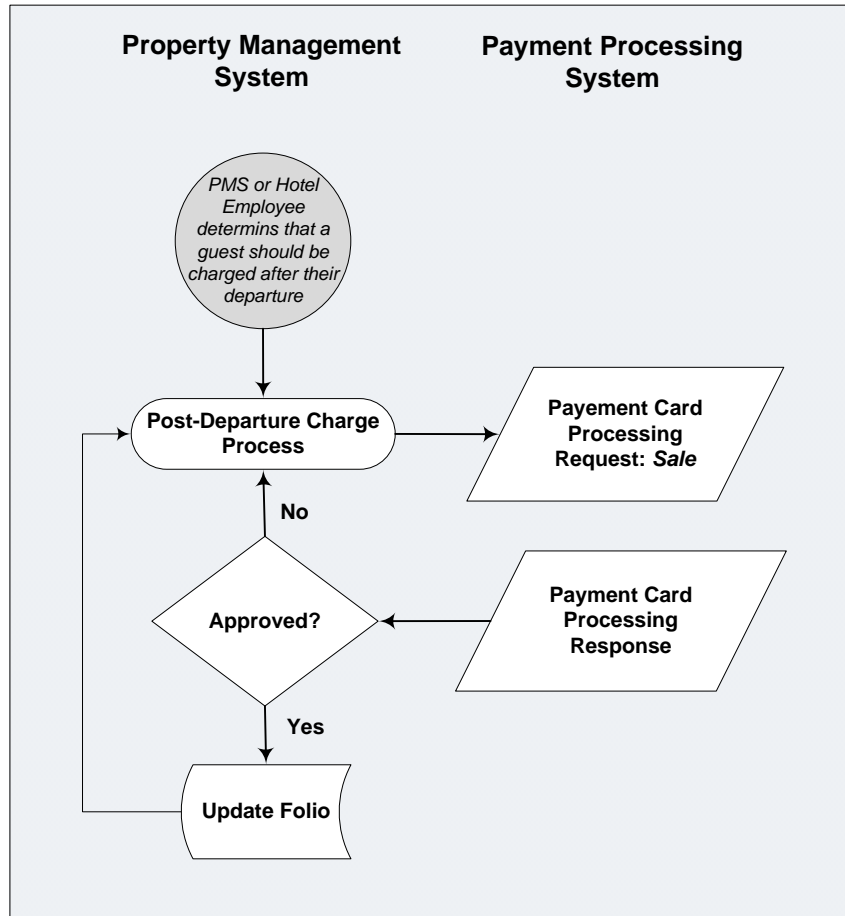 Property Management
System
Payment Processing
System
PMS or Hotel
Employee
determins that a
guest should be
charged after their
departure
Post-Departure Charge
Process
Payement Card
Processing
Request: Sale
No
Approved?
Payment Card
Processing
Response
Yes
Update Folio